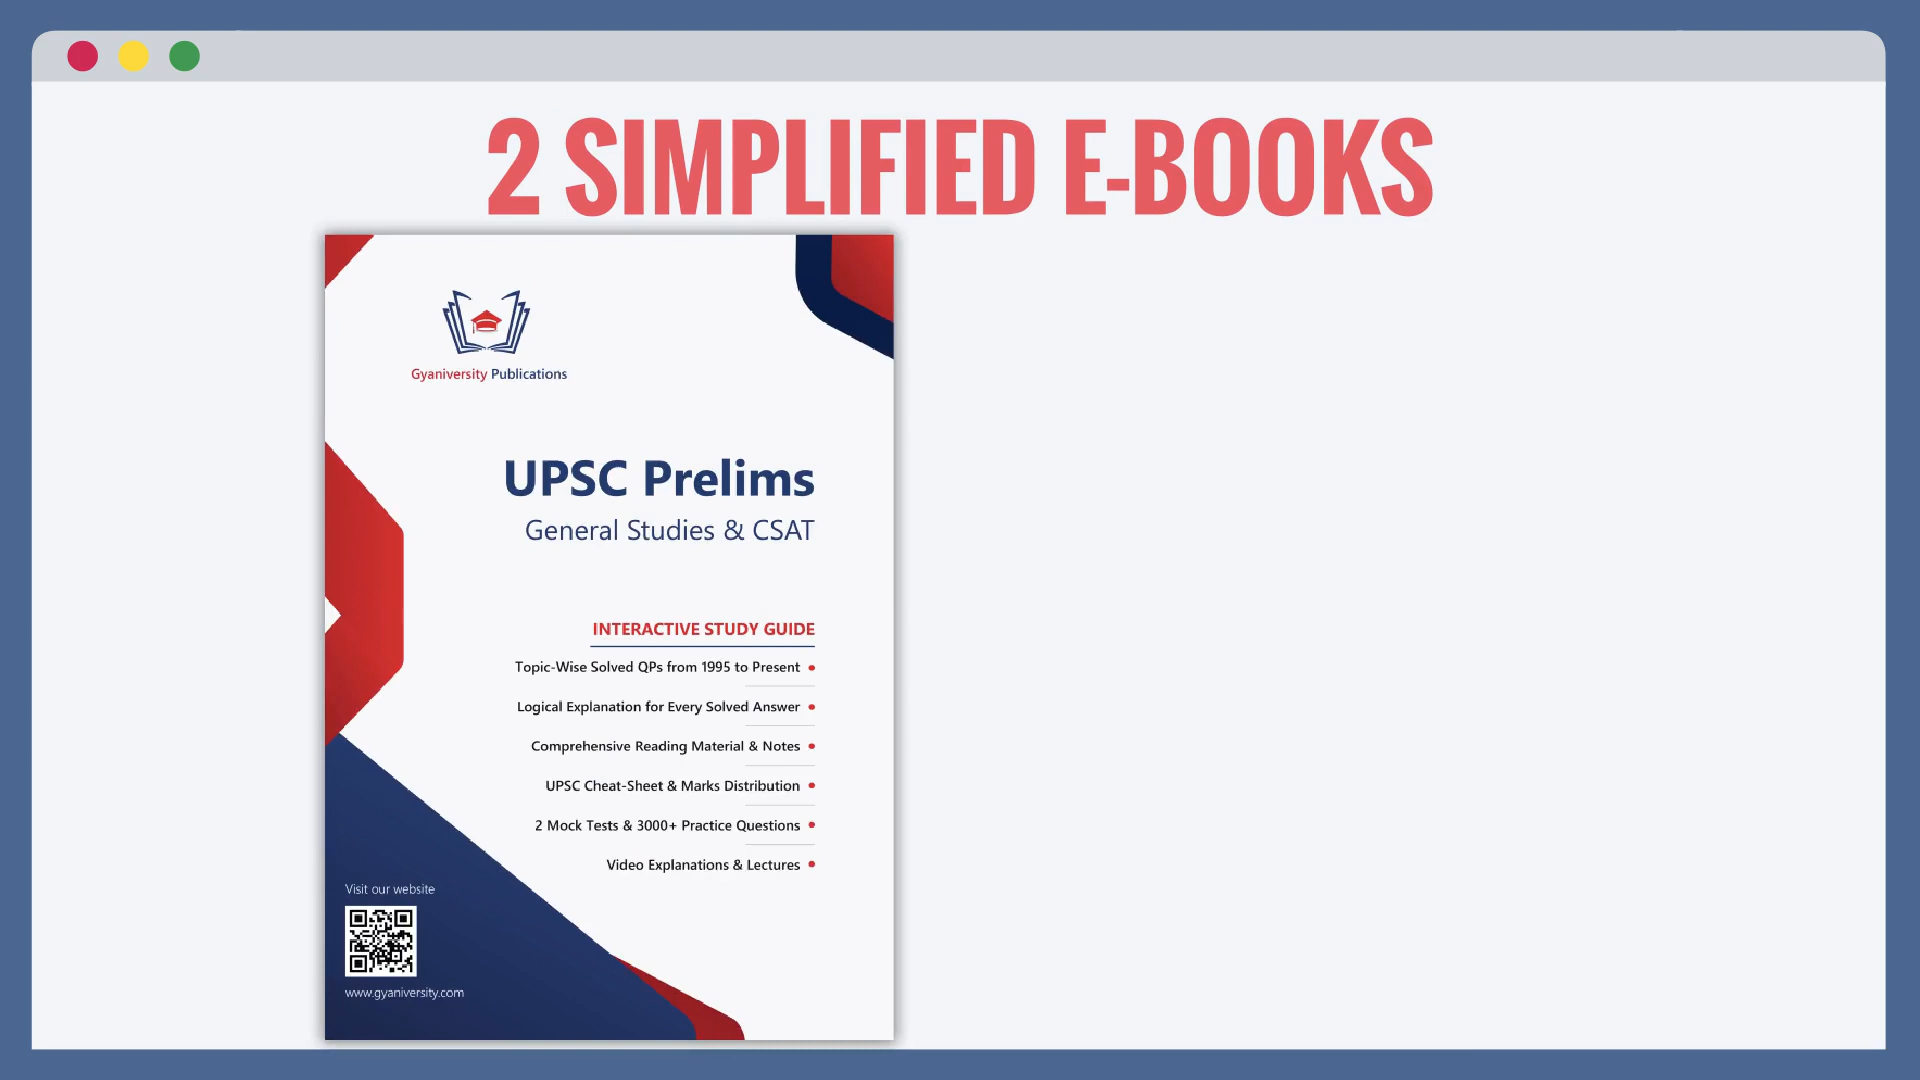 2 SIMPLIFIED E-BOOKS
Gyaniversity Publications
UPSC Prelims
General Studies & CSAT
INTERACTIVE STUDY GUIDE
Topic-Wise Solved QPs from 1995 to Present
Logical Explanation for Every Solved Answer
Comprehensive Reading Material & Notes
UPSC Cheat-Sheet & Marks Distribution
2 Mock Tests & 3000+ Practice Questions
Video Explanations & Lectures
Visit our website
www.gyaniversity.com